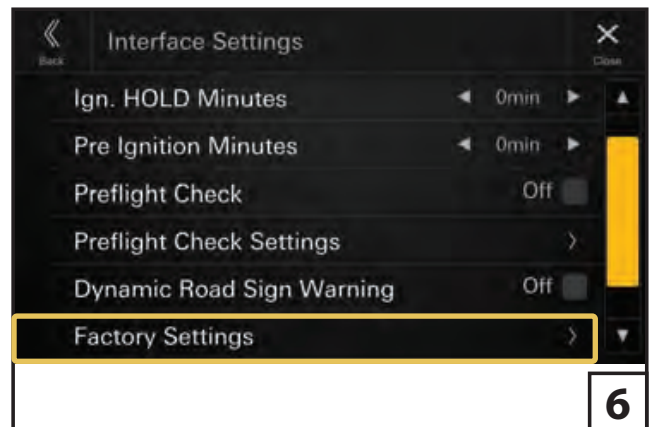 Interface Settings
Back
Close
Ign. HOLD Minutes 0min
Pre Ignition Minutes 0min
Preflight Check Off
Preflight Check Settings
Dynamic Road Sign Warning Off
Factory Settings
6